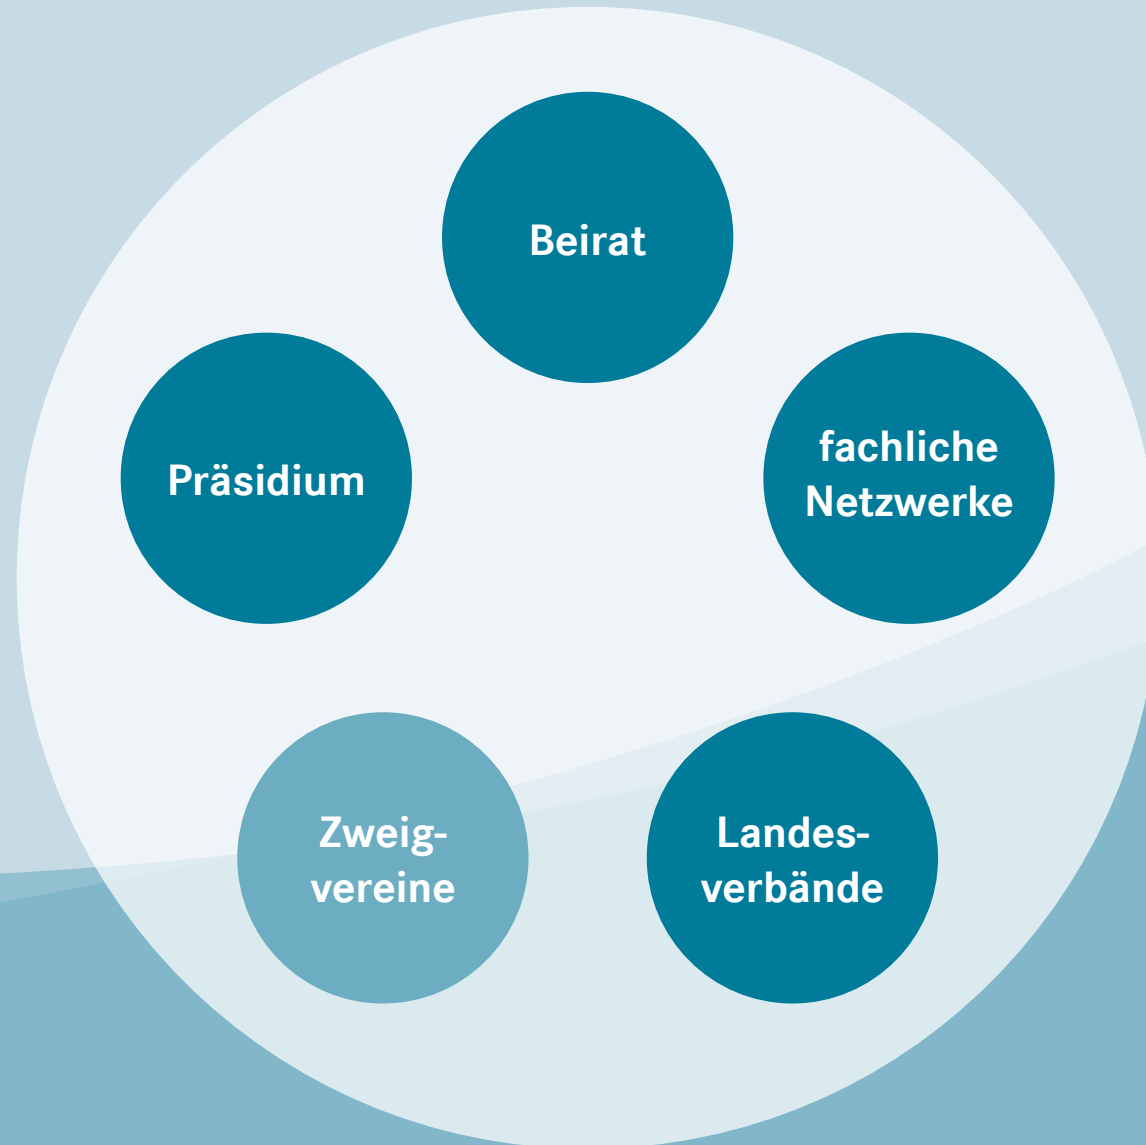 Beirat
Präsidium
fachliche
Netzwerke
Zweig-
vereine
Landes-
verbände